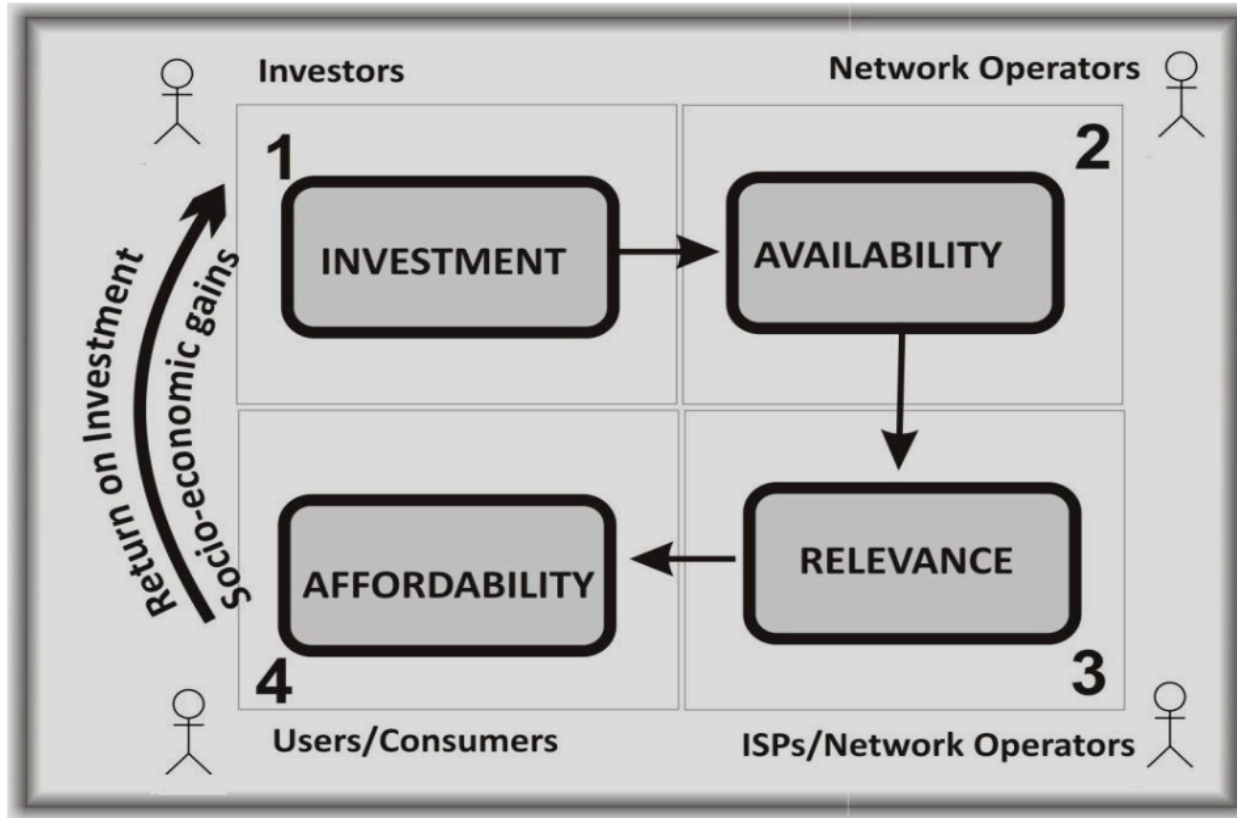 Investors
Network Operators
1
2
INVESTMENT
AVAILABILITY
Return on Investment
Socio-economic gains
AFFORDABILITY
RELEVANCE
4
3
Users/Consumers
ISPs/Network Operators